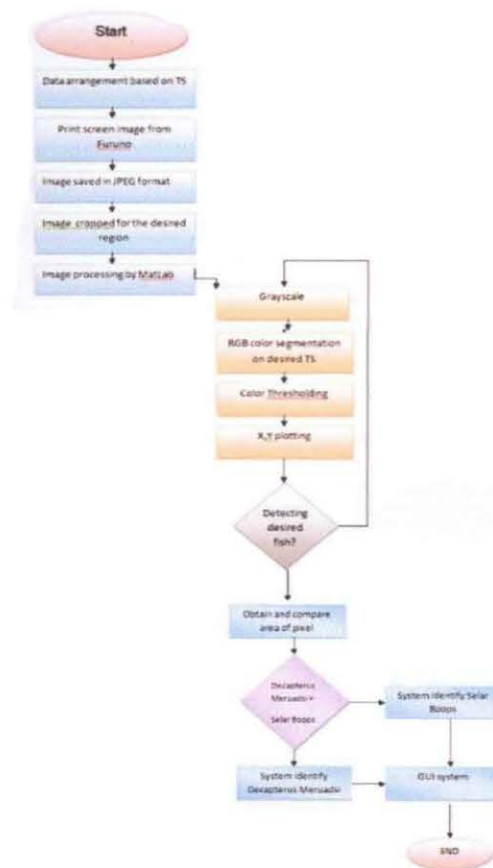 Start
Data arrangement based on TS
Print screen image from
Furuno
Image saved in JPEG format
Image cropped for the desired
region
Image processing by MatLab
Grayscale
RGB color segmentation
on desired TS
Color Thresholding
X,Y plotting
Detecting
desired
fish?
Obtain and compare
area of pixel
Decapterus
Meruadsi >
Selar Boops
System Identify Selar
Boops
System Identify
Decapterus Meruadsi
GUI system
END